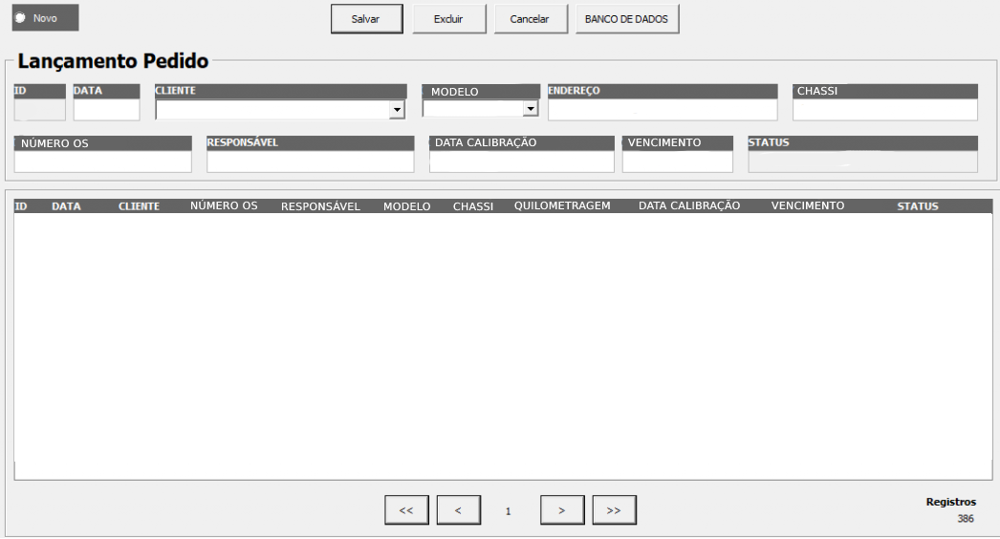 Novo Salvar Excluir Cancelar BANCO DE DADOS
Lançamento Pedido
ID DATA CLIENTE MODELO ENDEREÇO CHASSI
NÚMERO OS RESPONSÁVEL DATA CALIBRAÇÃO VENCIMENTO STATUS
ID DATA CLIENTE NÚMERO OS RESPONSÁVEL MODELO CHASSI QUILOMETRAGEM DATA CALIBRAÇÃO VENCIMENTO STATUS
<< < 1 > >> Registros
386